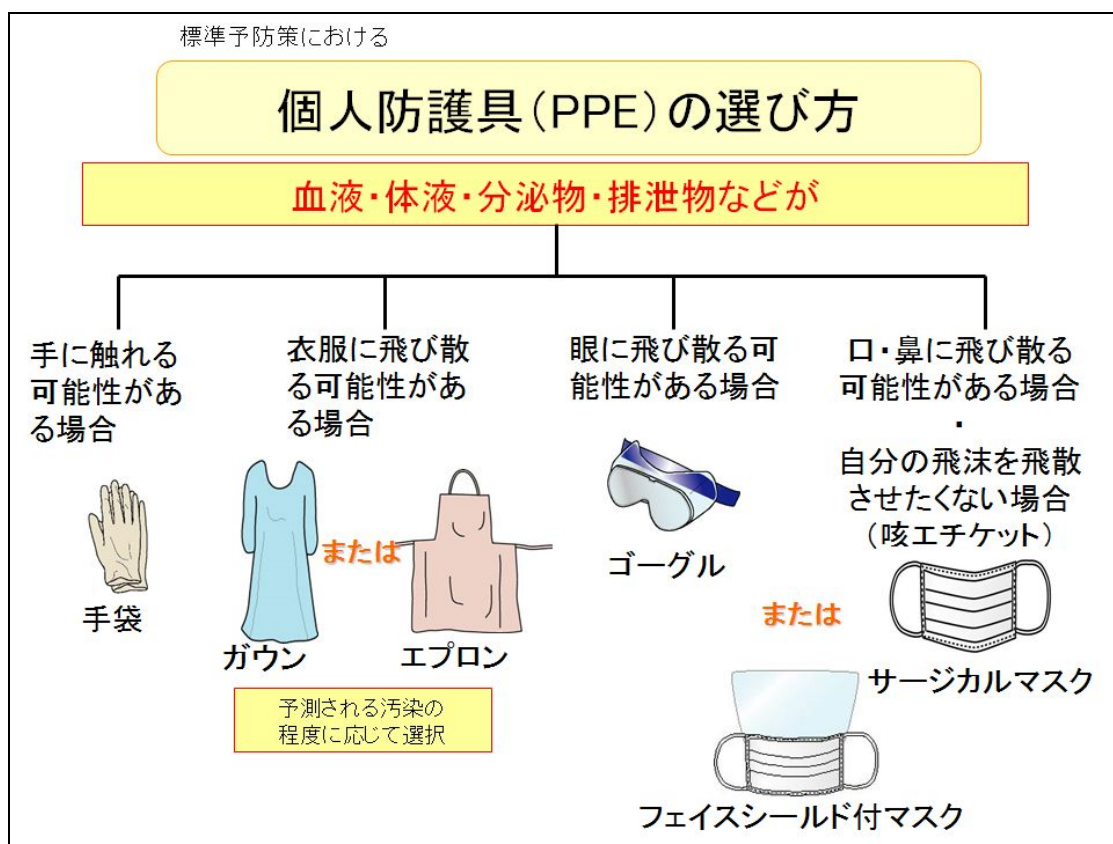 標準予防策における
個人防護具(PPE)の選び方
血液・体液・分泌物・排泄物などが
手に触れる
可能性があ
る場合
手袋
衣服に飛び散
る可能性があ
る場合
または
ガウン
エプロン
予測される汚染の
程度に応じて選択
眼に飛び散る可
能性がある場合
ゴーグル
口・鼻に飛び散る
可能性がある場合
・
自分の飛沫を飛散
させたくない場合
(咳エチケット)
または
サージカルマスク
フェイスシールド付マスク